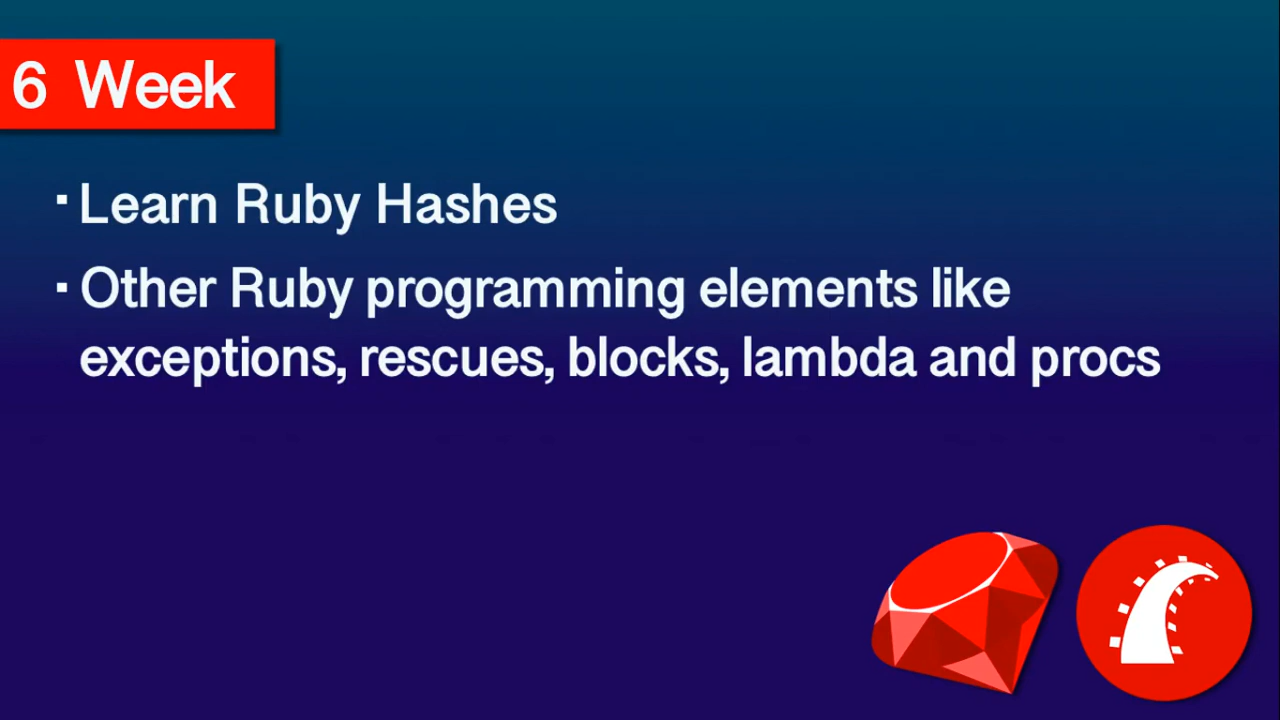 6 Week
▪ Learn Ruby Hashes
▪ Other Ruby programming elements like
exceptions, rescues, blocks, lambda and procs